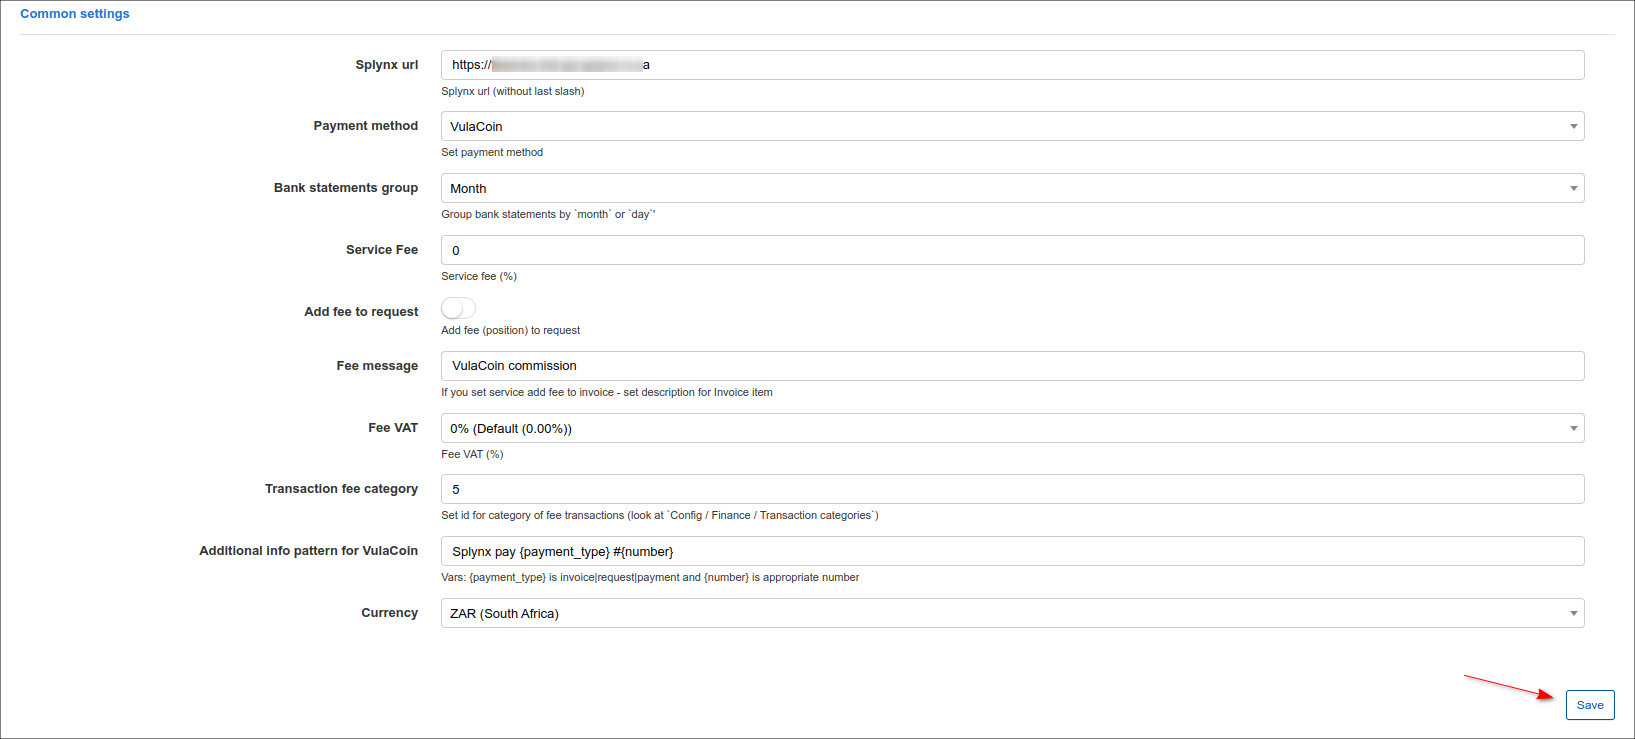 Common settings
Splynx url
https://
a
Splynx url (without last slash)
Payment method
VulaCoin
Set payment method
Bank statements group
Month
Group bank statements by `month` or `day`'
Service Fee
0
Service fee (%)
Add fee to request
Add fee (position) to request
Fee message
VulaCoin commission
If you set service add fee to invoice - set description for Invoice item
Fee VAT
0% (Default (0.00%))
Fee VAT (%)
Transaction fee category
5
Set id for category of fee transactions (look at `Config / Finance / Transaction categories`)
Additional info pattern for VulaCoin
Splynx pay {payment_type} #{number}
Vars: {payment_type} is invoice|request|payment and {number} is appropriate number
Currency
ZAR (South Africa)
Save